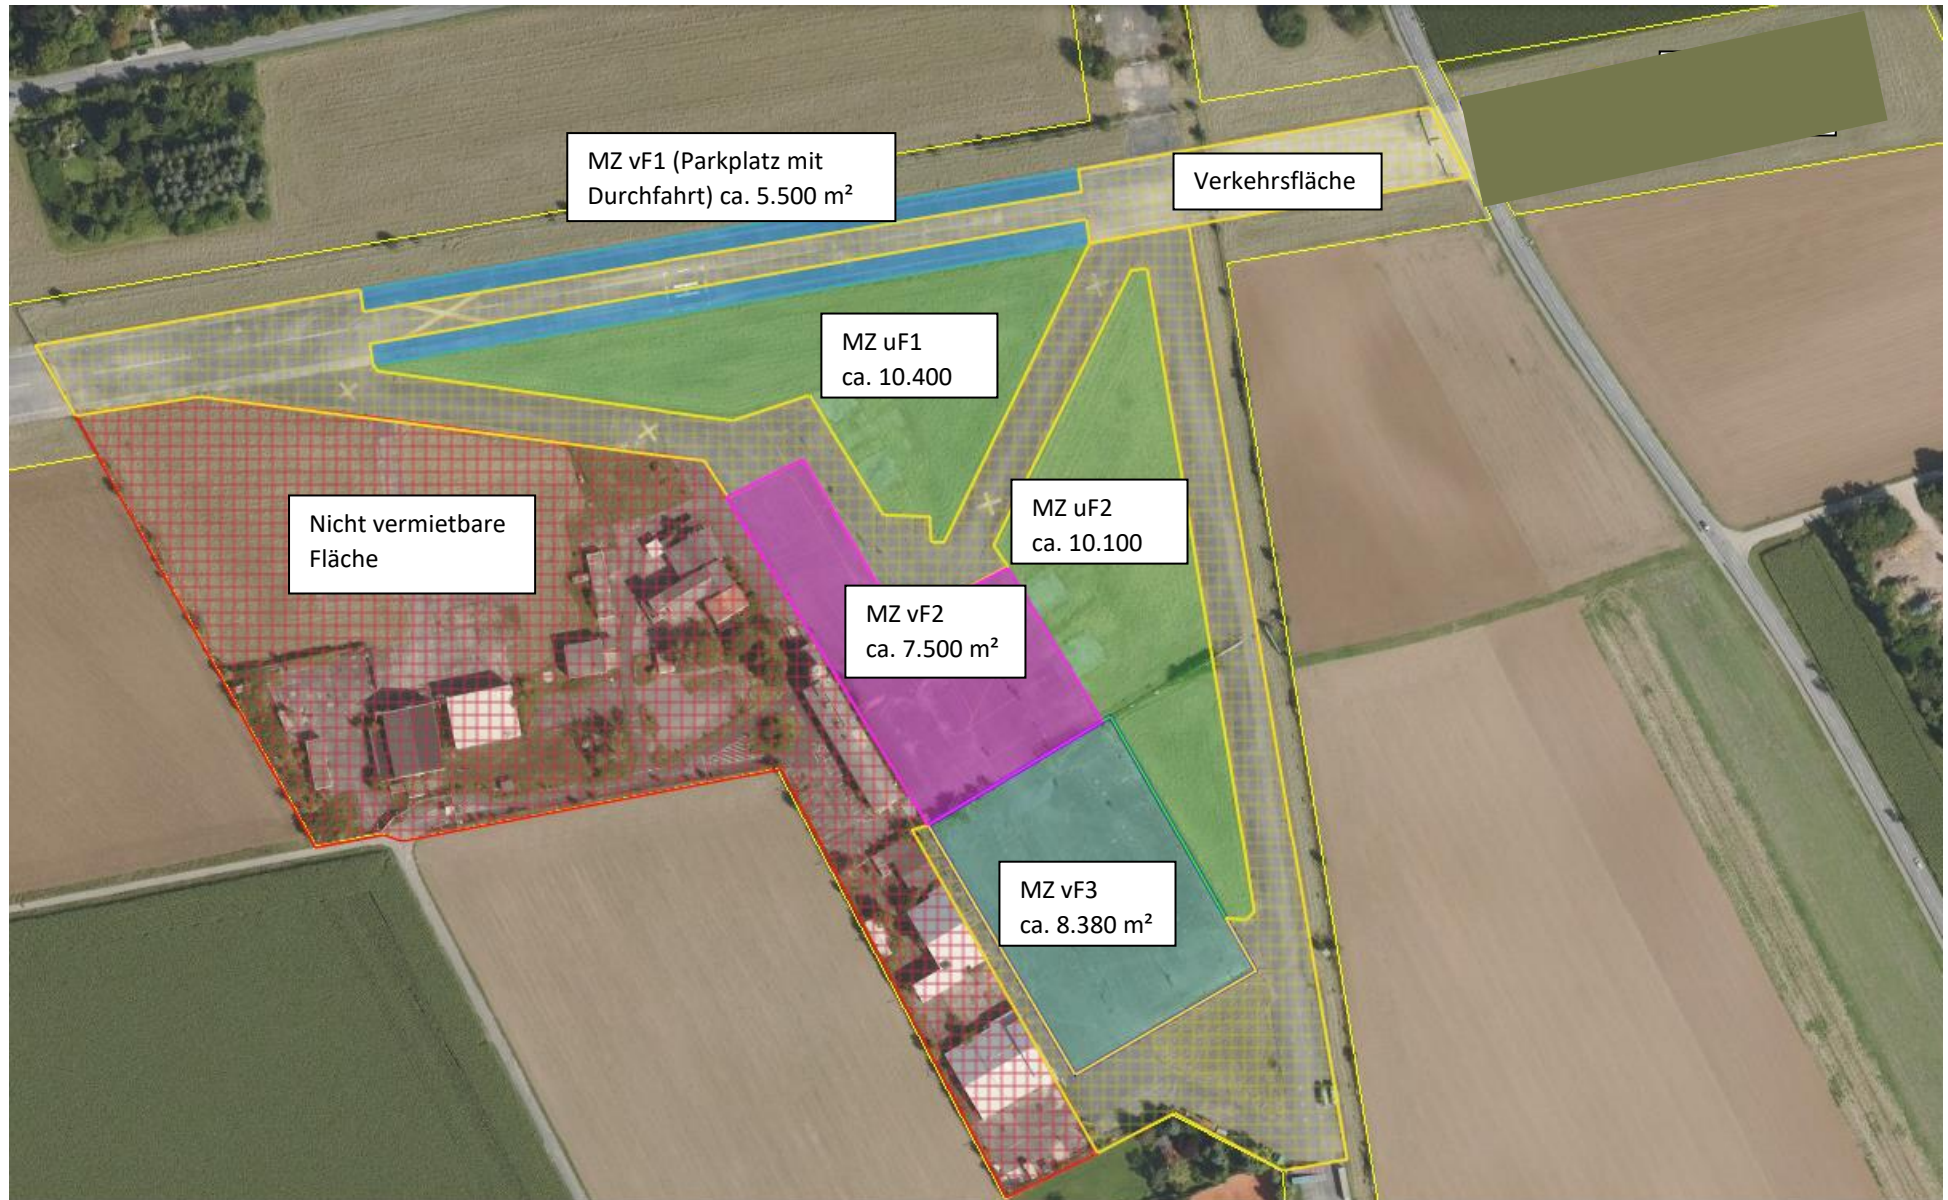 MZ vF1 (Parkplatz mit
Durchfahrt) ca. 5.500 m²
Verkehrsfläche
MZ uF1
ca. 10.400
MZ uF2
ca. 10.100
Nicht vermietbare
Fläche
MZ vF2
ca. 7.500 m²
MZ vF3
ca. 8.380 m²